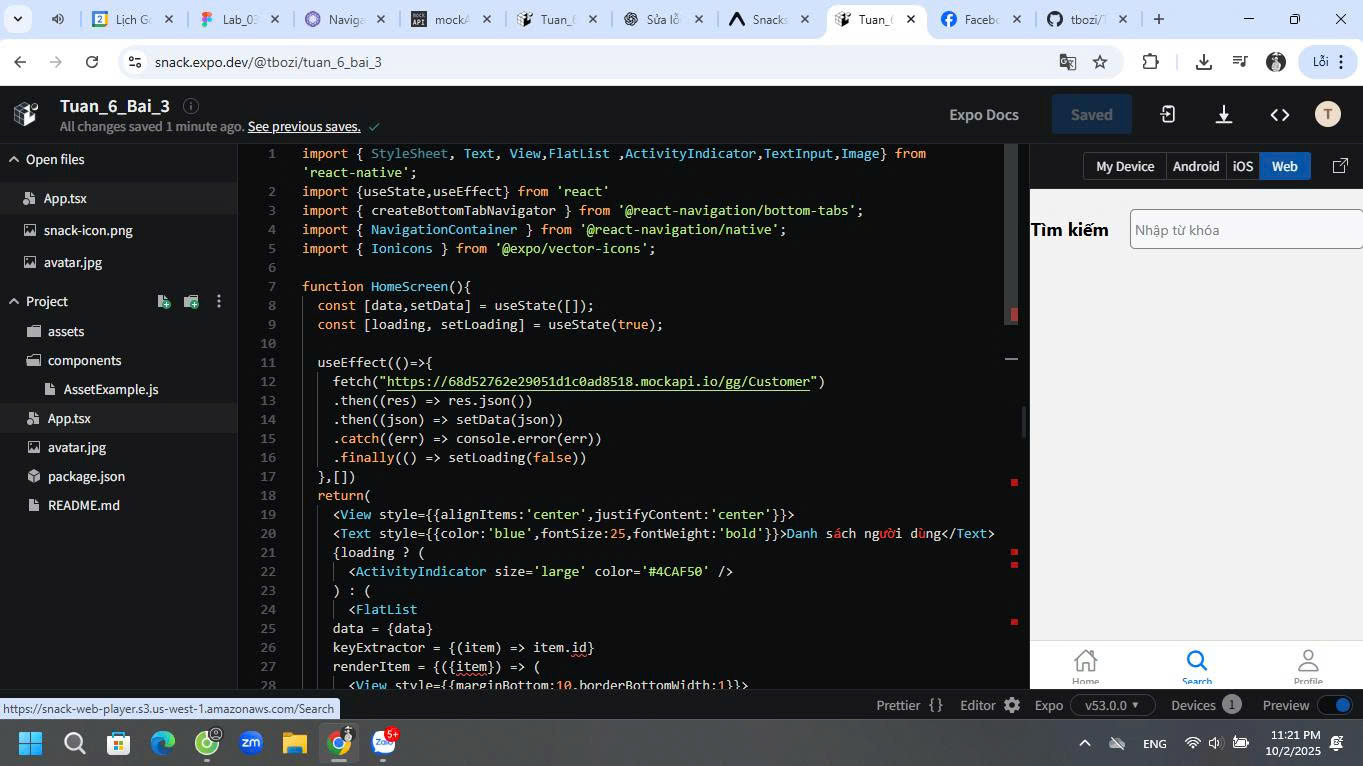 Lịch G
Lab_03
Naviga
mockA
Tuan_6
Sửa lỗ
Snacks
Tuan_6
Facebo
tbozi/T
snack.expo.dev/@tbozi/tuan_6_bai_3
Lỗi
Tuan_6_Bai_3
All changes saved 1 minute ago. See previous saves.
Expo Docs
Saved
T
Open files
App.tsx
snack-icon.png
avatar.jpg
Project
assets
components
AssetExample.js
App.tsx
avatar.jpg
package.json
README.md
1 import { StyleSheet, Text, View,FlatList ,ActivityIndicator,TextInput,Image} from
'react-native';
2 import {useState,useEffect} from 'react'
3 import { createBottomTabNavigator } from '@react-navigation/bottom-tabs';
4 import { NavigationContainer } from '@react-navigation/native';
5 import { Ionicons } from '@expo/vector-icons';
6
7 function HomeScreen(){
8 const [data,setData] = useState([]);
9 const [loading, setLoading] = useState(true);
10
11 useEffect(()=>{
12 fetch("https://68d52762e29051d1c0ad8518.mockapi.io/gg/Customer")
13 .then((res) => res.json())
14 .then((json) => setData(json))
15 .catch((err) => console.error(err))
16 .finally(() => setLoading(false))
17 },[])
18 return(
19 <View style={{alignItems:'center',justifyContent:'center'}}>
20 <Text style={{color:'blue',fontSize:25,fontWeight:'bold'}}>Danh sách người dùng</Text>
21 {loading ? (
22 <ActivityIndicator size='large' color='#4CAF50' />
23 ) : (
24 <FlatList
25 data = {data}
26 keyExtractor = {(item) => item.id}
27 renderItem = {({item}) => (
28 <View style={{marginBottom:10,borderBottomWidth:1}}>
My Device
Android
iOS
Web
Tìm kiếm
Nhập từ khóa
Home
Search
Profile
https://snack-web-player.s3.us-west-1.amazonaws.com/Search
Prettier {}
Editor
Expo
v53.0.0
Devices
1
Preview
zm
Zalo
5+
ENG
11:21 PM
10/2/2025